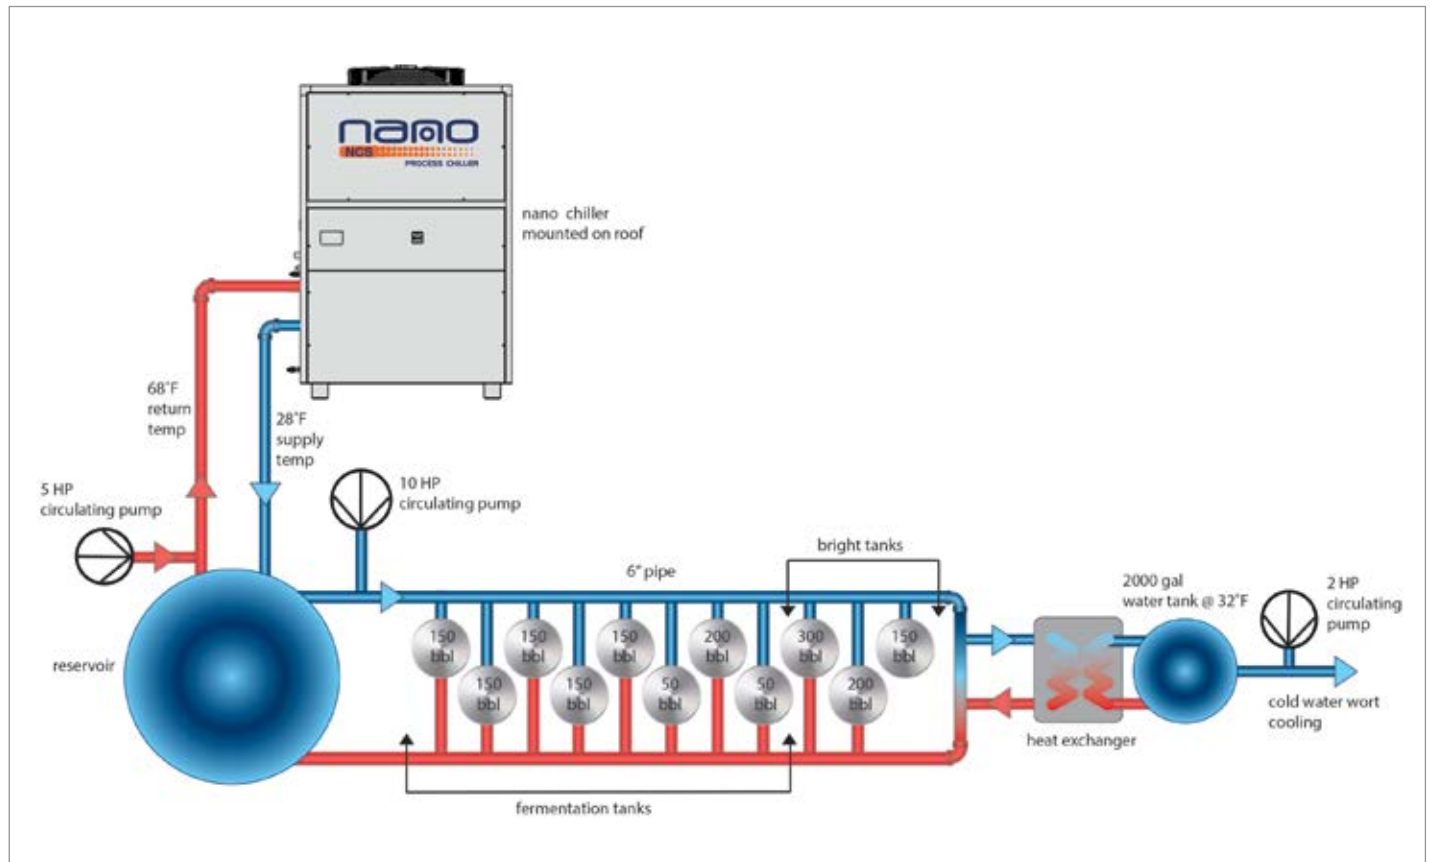 nano
NCS
PROCESS CHILLER
nano chiller
mounted on roof
68°F
return
temp
28°F
supply
temp
5 HP
circulating pump
10 HP
circulating pump
bright tanks
6" pipe
2000 gal
water tank @ 32°F
2 HP
circulating
pump
reservoir
150
bbl
150
bbl
150
bbl
200
bbl
300
bbl
150
bbl
150
bbl
150
bbl
50
bbl
50
bbl
200
bbl
cold water wort
cooling
heat exchanger
fermentation tanks